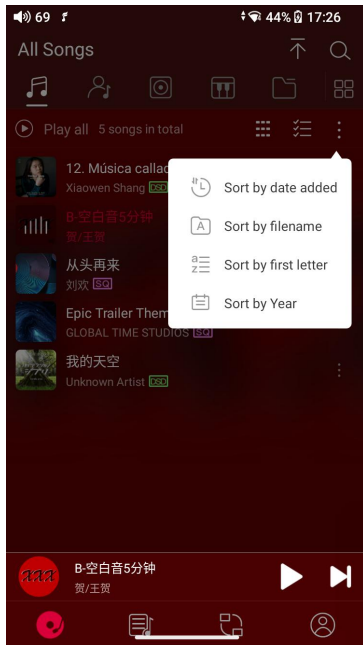 69
44% 17:26
All Songs
Play all 5 songs in total
12. Música callad
Xiaowen Shang DSD
B-空白音5分钟
贺/王贺
从头再来
刘欢 SQ
Epic Trailer Them
GLOBAL TIME STUDIOS SQ
我的天空
Unknown Artist DSD
Sort by date added
Sort by filename
Sort by first letter
Sort by Year
B-空白音5分钟
贺/王贺